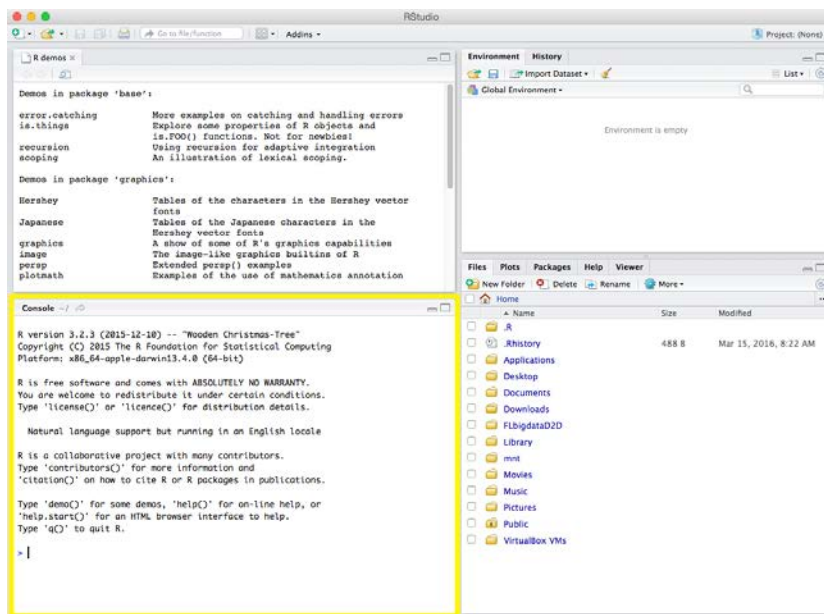 RStudio
Go to file/function
Addins
Project: (None)
R demos
Demos in package 'base':
error.catching More examples on catching and handling errors
is.things Explore some properties of R objects and
is.FOO() functions. Not for newbies!
recursion Using recursion for adaptive integration
scoping An illustration of lexical scoping.
Demos in package 'graphics':
Hershey Tables of the characters in the Hershey vector
fonts
Japanese Tables of the Japanese characters in the
Hershey vector fonts
graphics A show of some of R's graphics capabilities
image The image-like graphics builtins of R
persp Extended persp() examples
plotmath Examples of the use of mathematics annotation
Console ~/
R version 3.2.3 (2015-12-10) -- "Wooden Christmas-Tree"
Copyright (C) 2015 The R Foundation for Statistical Computing
Platform: x86_64-apple-darwin13.4.0 (64-bit)
R is free software and comes with ABSOLUTELY NO WARRANTY.
You are welcome to redistribute it under certain conditions.
Type 'license()' or 'licence()' for distribution details.
Natural language support but running in an English locale
R is a collaborative project with many contributors.
Type 'contributors()' for more information and
'citation()' on how to cite R or R packages in publications.
Type 'demo()' for some demos, 'help()' for on-line help, or
'help.start()' for an HTML browser interface to help.
Type 'q()' to quit R.
>
Environment History
Import Dataset
List
Global Environment
Environment is empty
Files Plots Packages Help Viewer
New Folder Delete Rename More
Home
Name Size Modified
.R
.Rhistory 488 B Mar 15, 2016, 8:22 AM
Applications
Desktop
Documents
Downloads
FLbigdataD2D
Library
mnt
Movies
Music
Pictures
Public
VirtualBox VMs